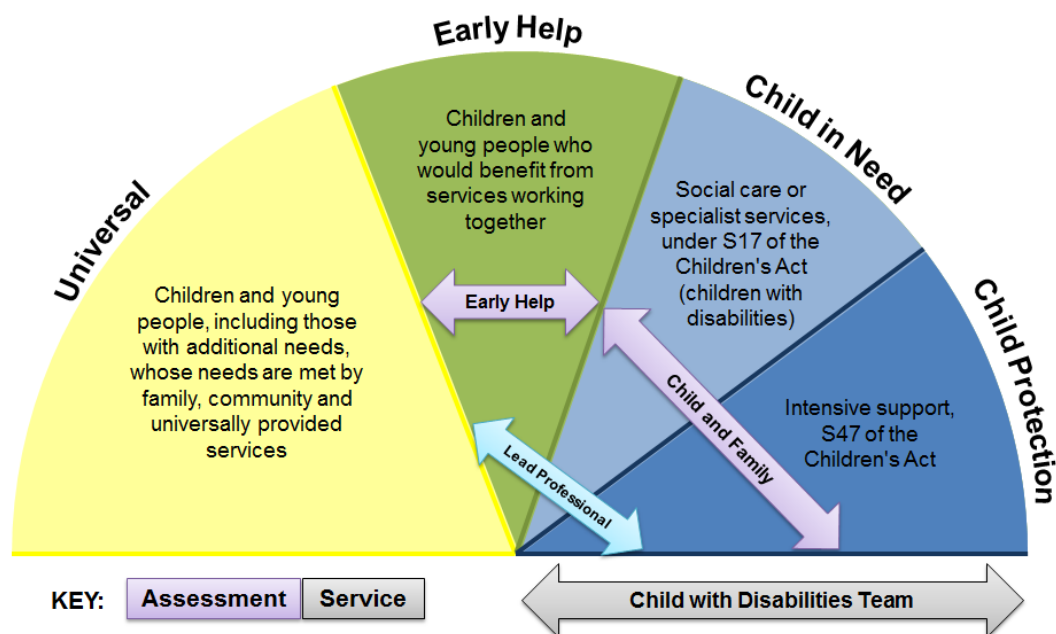 Early Help
Universal
Child in Need
Child Protection
Children and
young people who
would benefit from
services working
together
Social care or
specialist services,
under S17 of the
Children's Act
(children with
disabilities)
Children and young
people, including those
with additional needs,
whose needs are met by
family, community and
universally provided
services
Early Help
Child and Family
Intensive support,
S47 of the
Children's Act
Lead Professional
KEY:
Assessment
Service
Child with Disabilities Team